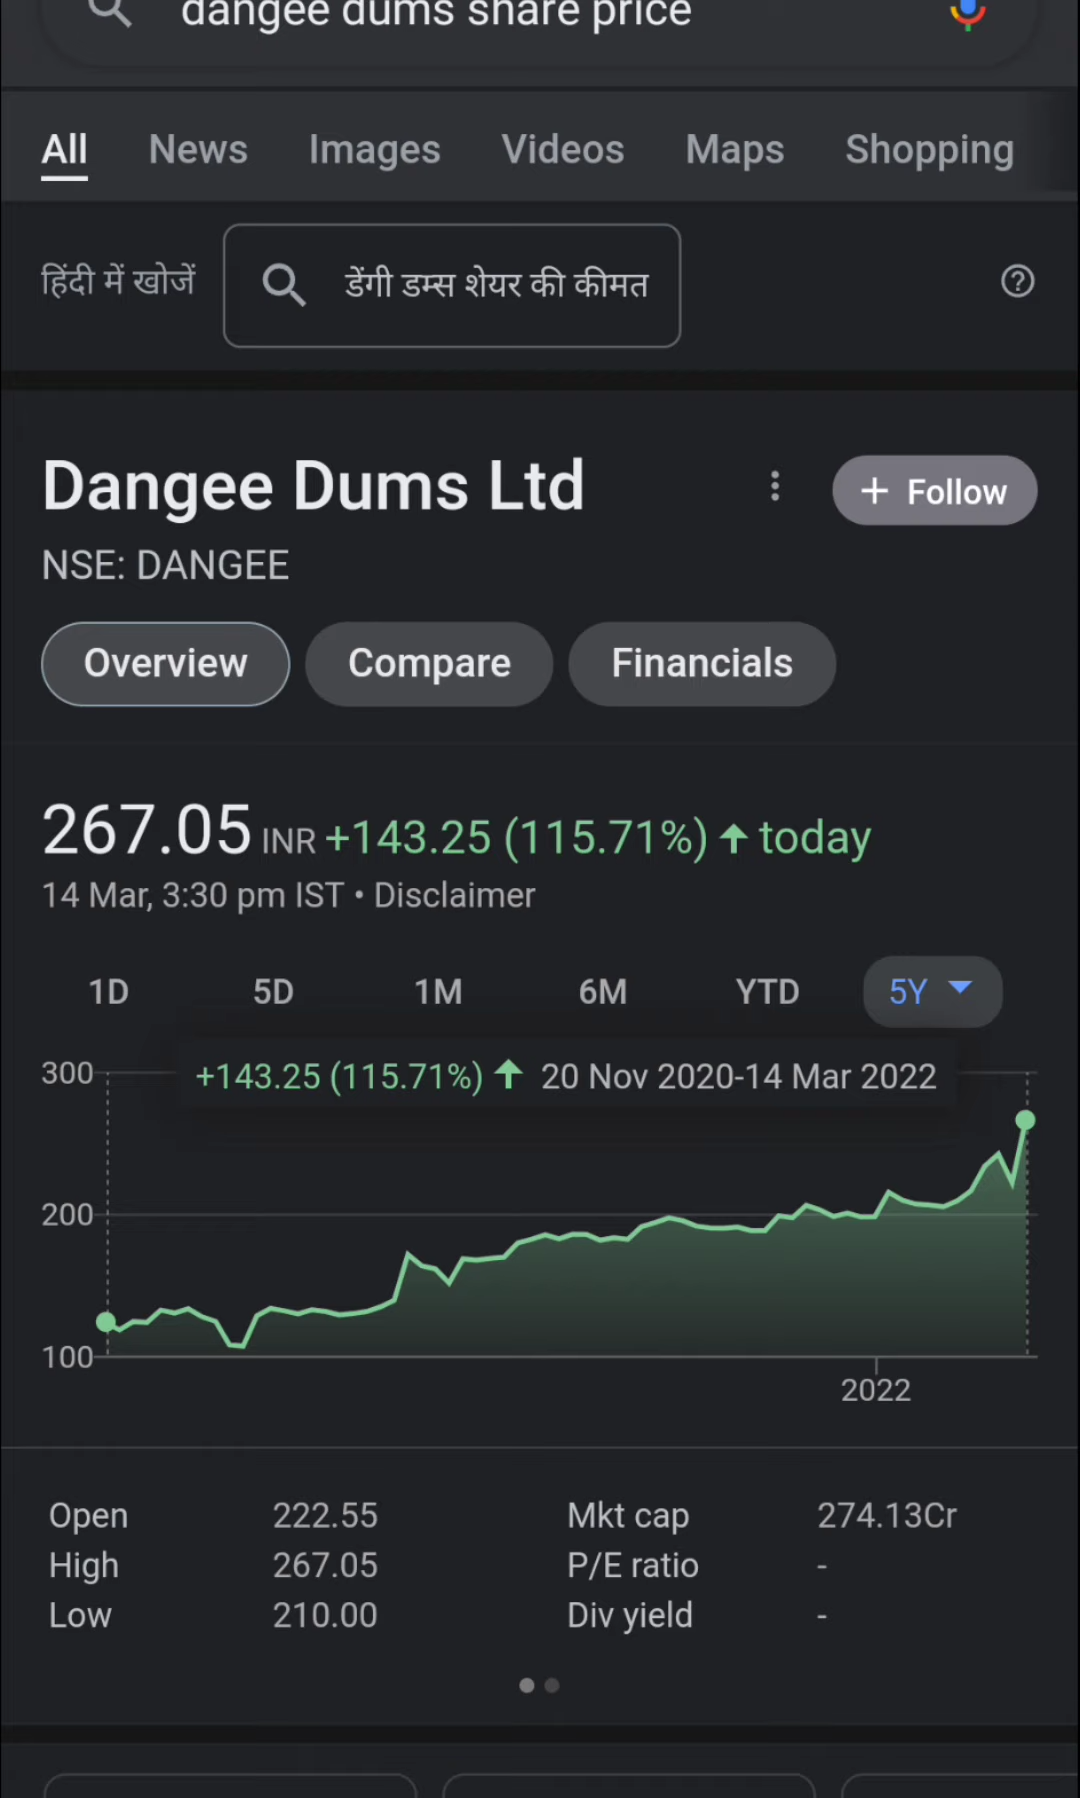 dangee dums share price
All News Images Videos Maps Shopping
हिंदी में खोजें डेंगी डम्स शेयर की कीमत
Dangee Dums Ltd + Follow
NSE: DANGEE
Overview Compare Financials
267.05 INR +143.25 (115.71%) ↑ today
14 Mar, 3:30 pm IST • Disclaimer
1D 5D 1M 6M YTD 5Y
+143.25 (115.71%) ↑ 20 Nov 2020-14 Mar 2022
300
200
100
2022
Open 222.55 Mkt cap 274.13Cr
High 267.05 P/E ratio -
Low 210.00 Div yield -